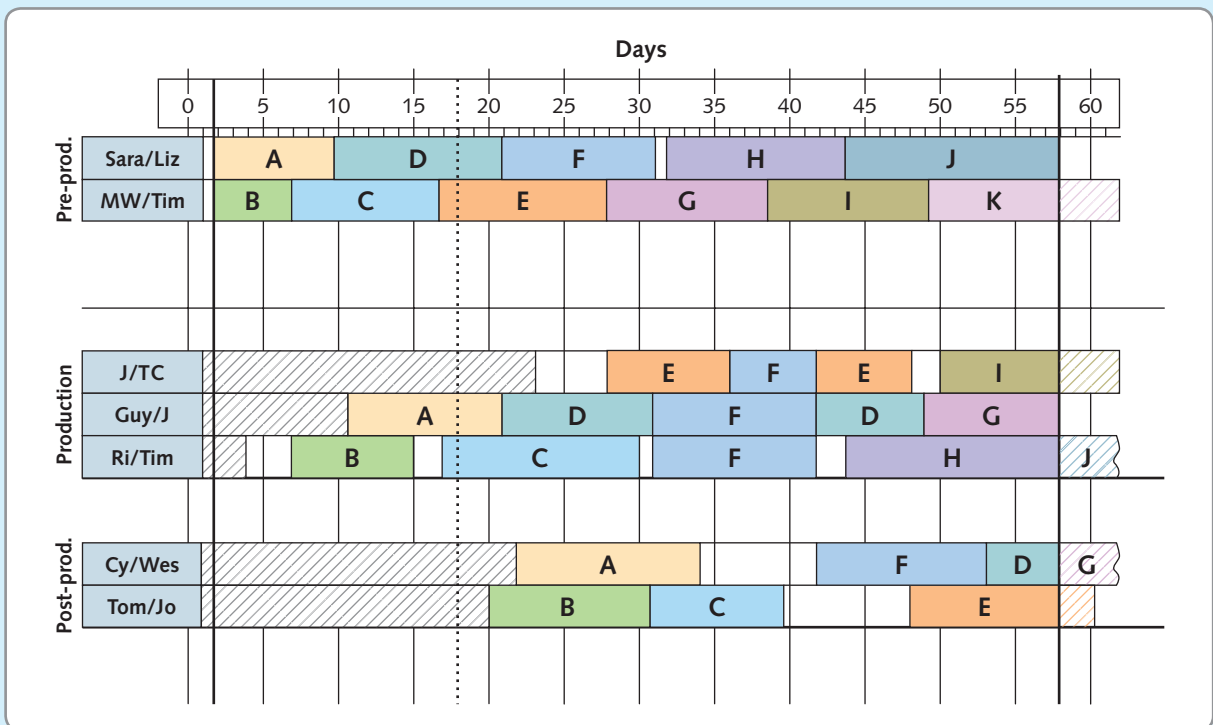 Days
0 5 10 15 20 25 30 35 40 45 50 55 60
Pre-prod.
Sara/Liz A D F H J
MW/Tim B C E G I K
Production
J/TC E F E I
Guy/J A D F D G
Ri/Tim B C F H J
Post-prod.
Cy/Wes A F D G
Tom/Jo B C E